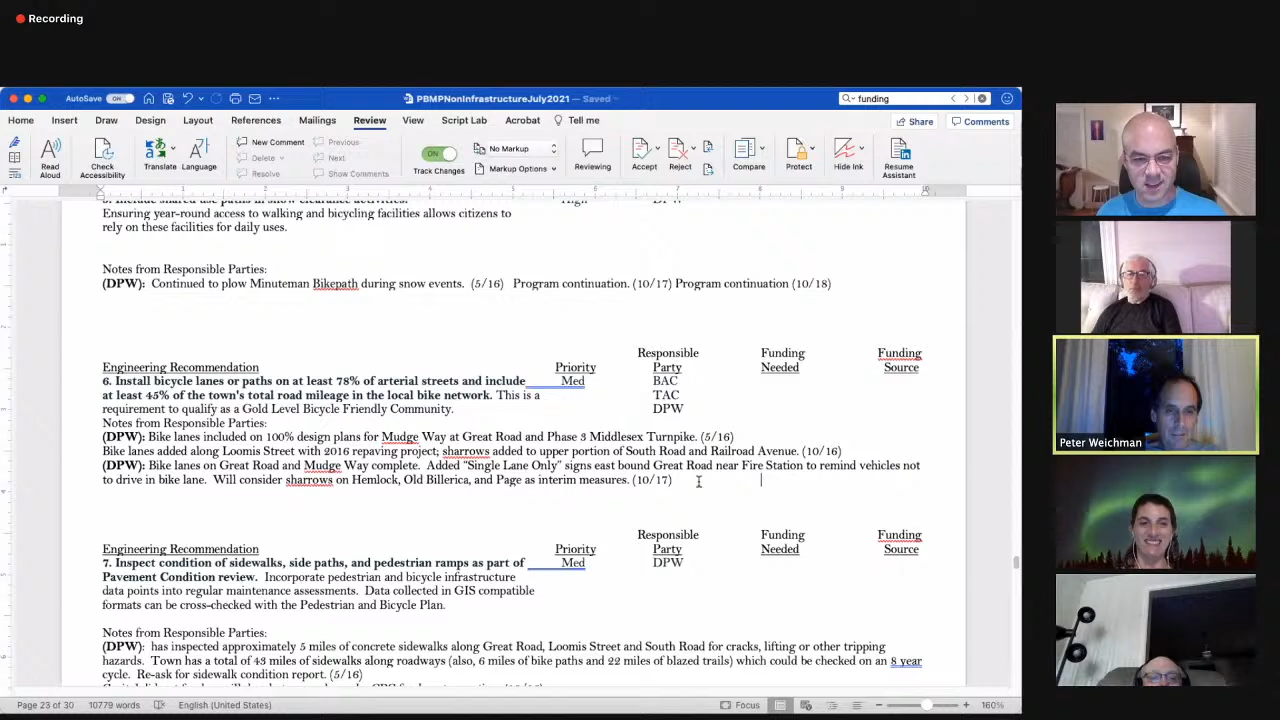 Recording
AutoSave ON PBMPNonInfrastructureJuly2021 — Saved funding
Home Insert Draw Design Layout References Mailings Review View Script Lab Acrobat Tell me Share Comments
Read Aloud
Check Accessibility
Translate
Language
New Comment
Delete
Resolve
Previous
Next
Show Comments
ON
Track Changes
No Markup
Markup Options
Reviewing
Accept
Reject
Compare
Protect
Hide Ink
Resume Assistant
Ensuring year-round access to walking and bicycling facilities allows citizens to
rely on these facilities for daily uses.
Notes from Responsible Parties:
(DPW): Continued to plow Minuteman Bikepath during snow events. (5/16) Program continuation. (10/17) Program continuation (10/18)
Responsible Funding Funding
Engineering Recommendation Priority Party Needed Source
6. Install bicycle lanes or paths on at least 78% of arterial streets and include Med BAC
at least 45% of the town's total road mileage in the local bike network. This is a TAC
requirement to qualify as a Gold Level Bicycle Friendly Community. DPW
Notes from Responsible Parties:
(DPW): Bike lanes included on 100% design plans for Mudge Way at Great Road and Phase 3 Middlesex Turnpike. (5/16)
Bike lanes added along Loomis Street with 2016 repaving project; sharrows added to upper portion of South Road and Railroad Avenue. (10/16)
(DPW): Bike lanes on Great Road and Mudge Way complete. Added “Single Lane Only” signs east bound Great Road near Fire Station to remind vehicles not
to drive in bike lane. Will consider sharrows on Hemlock, Old Billerica, and Page as interim measures. (10/17)
Responsible Funding Funding
Engineering Recommendation Priority Party Needed Source
7. Inspect condition of sidewalks, side paths, and pedestrian ramps as part of Med DPW
Pavement Condition review. Incorporate pedestrian and bicycle infrastructure
data points into regular maintenance assessments. Data collected in GIS compatible
formats can be cross-checked with the Pedestrian and Bicycle Plan.
Notes from Responsible Parties:
(DPW): has inspected approximately 5 miles of concrete sidewalks along Great Road, Loomis Street and South Road for cracks, lifting or other tripping
hazards. Town has a total of 43 miles of sidewalks along roadways (also, 6 miles of bike paths and 22 miles of blazed trails) which could be checked on an 8 year
cycle. Re-ask for sidewalk condition report. (5/16)
Page 23 of 30 10779 words English (United States) Focus 160%
Peter Weichman